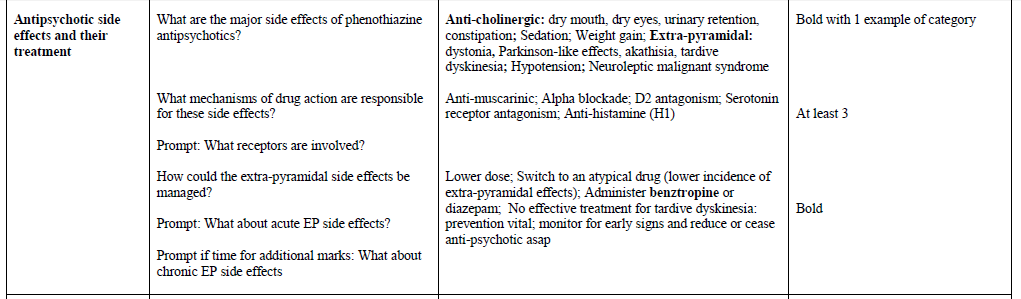 Antipsychotic side
effects and their
treatment
What are the major side effects of phenothiazine
antipsychotics?
What mechanisms of drug action are responsible
for these side effects?
Prompt: What receptors are involved?
How could the extra-pyramidal side effects be
managed?
Prompt: What about acute EP side effects?
Prompt if time for additional marks: What about
chronic EP side effects
Anti-cholinergic: dry mouth, dry eyes, urinary retention,
constipation; Sedation; Weight gain; Extra-pyramidal:
dystonia, Parkinson-like effects, akathisia, tardive
dyskinesia; Hypotension; Neuroleptic malignant syndrome
Anti-muscarinic; Alpha blockade; D2 antagonism; Serotonin
receptor antagonism; Anti-histamine (H1)
Lower dose; Switch to an atypical drug (lower incidence of
extra-pyramidal effects); Administer benztropine or
diazepam;  No effective treatment for tardive dyskinesia:
prevention vital; monitor for early signs and reduce or cease
anti-psychotic asap
Bold with 1 example of category
At least 3
Bold